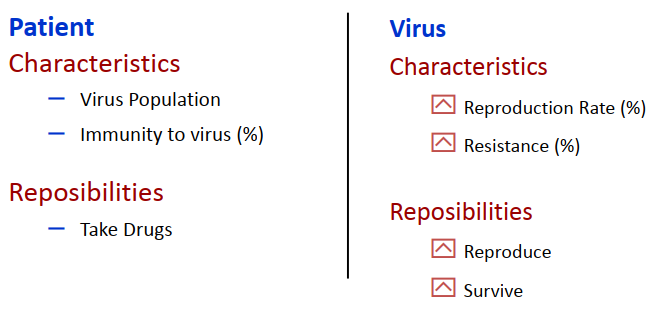 Patient
Characteristics
Virus Population
Immunity to virus (%)
Reposibilities
Take Drugs
Virus
Characteristics
Reproduction Rate (%)
Resistance (%)
Reposibilities
Reproduce
Survive